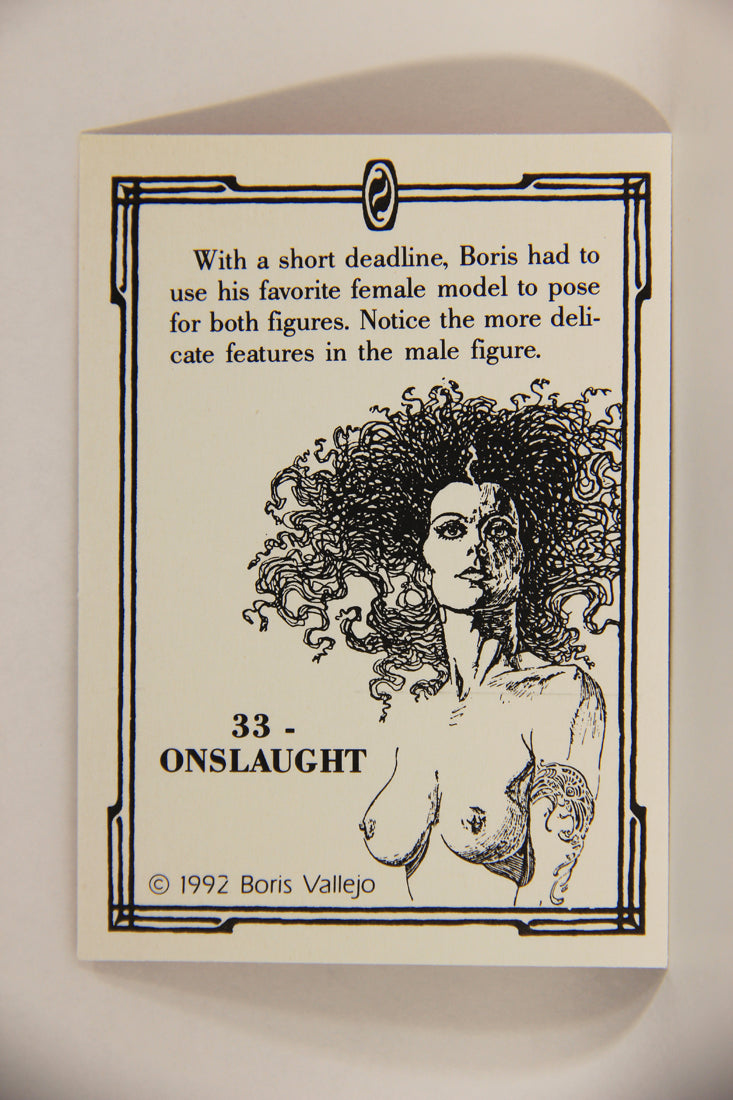 With a short deadline, Boris had to
use his favorite female model to pose
for both figures. Notice the more deli-
cate features in the male figure.
33 -
ONSLAUGHT
© 1992 Boris Vallejo